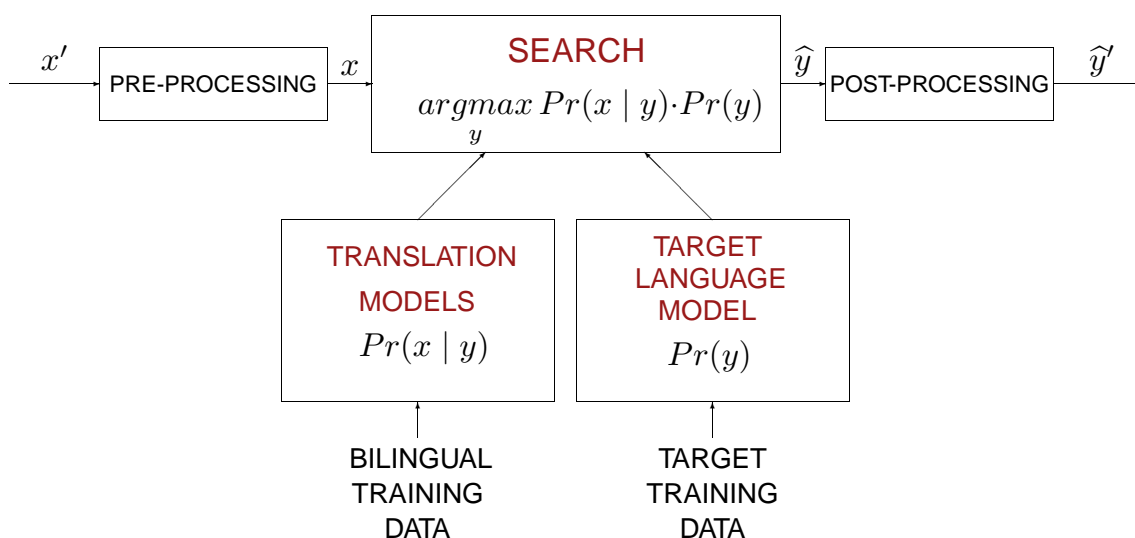 x′
PRE-PROCESSING
x
SEARCH
argmax Pr(x | y)·Pr(y)
y
ŷ
POST-PROCESSING
ŷ′
TRANSLATION
MODELS
Pr(x | y)
TARGET
LANGUAGE
MODEL
Pr(y)
BILINGUAL
TRAINING
DATA
TARGET
TRAINING
DATA